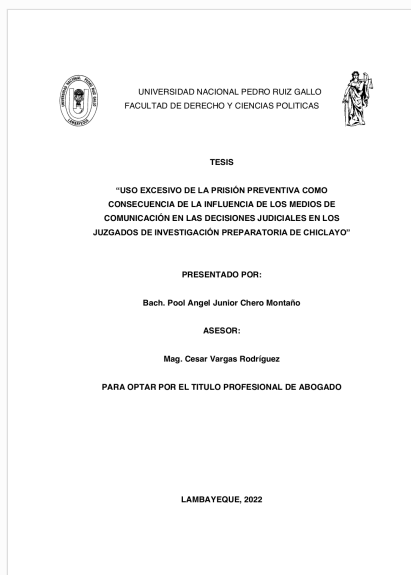 UNIVERSIDAD NACIONAL PEDRO RUIZ GALLO
FACULTAD DE DERECHO Y CIENCIAS POLITICAS
TESIS
“USO EXCESIVO DE LA PRISIÓN PREVENTIVA COMO
CONSECUENCIA DE LA INFLUENCIA DE LOS MEDIOS DE
COMUNICACIÓN EN LAS DECISIONES JUDICIALES EN LOS
JUZGADOS DE INVESTIGACIÓN PREPARATORIA DE CHICLAYO”
PRESENTADO POR:
Bach. Pool Angel Junior Chero Montaño
ASESOR:
Mag. Cesar Vargas Rodríguez
PARA OPTAR POR EL TITULO PROFESIONAL DE ABOGADO
LAMBAYEQUE, 2022